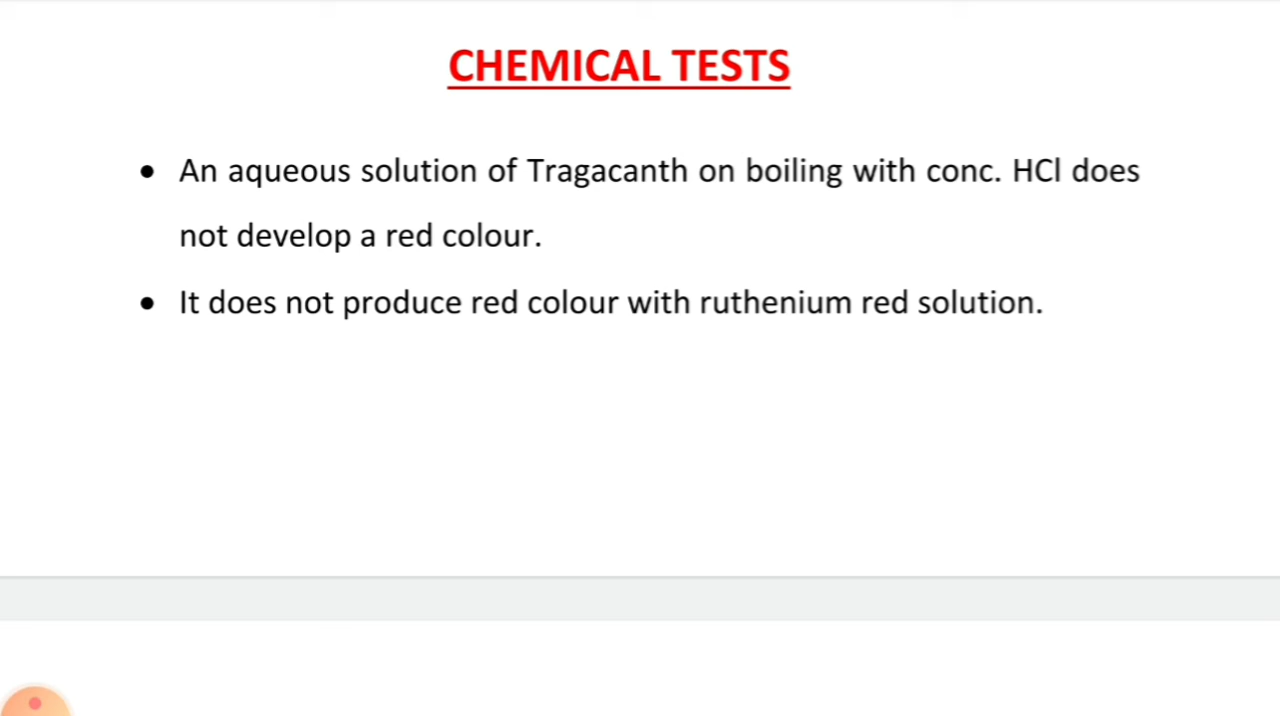 CHEMICAL TESTS
• An aqueous solution of Tragacanth on boiling with conc. HCl does
not develop a red colour.
• It does not produce red colour with ruthenium red solution.